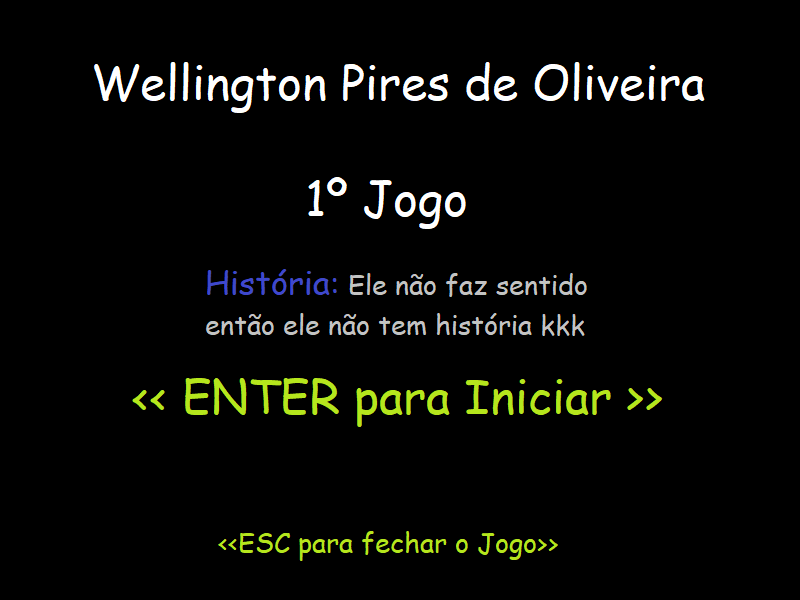 Wellington Pires de Oliveira
1º Jogo
História: Ele não faz sentido
então ele não tem história kkk
<< ENTER para Iniciar >>
<<ESC para fechar o Jogo>>